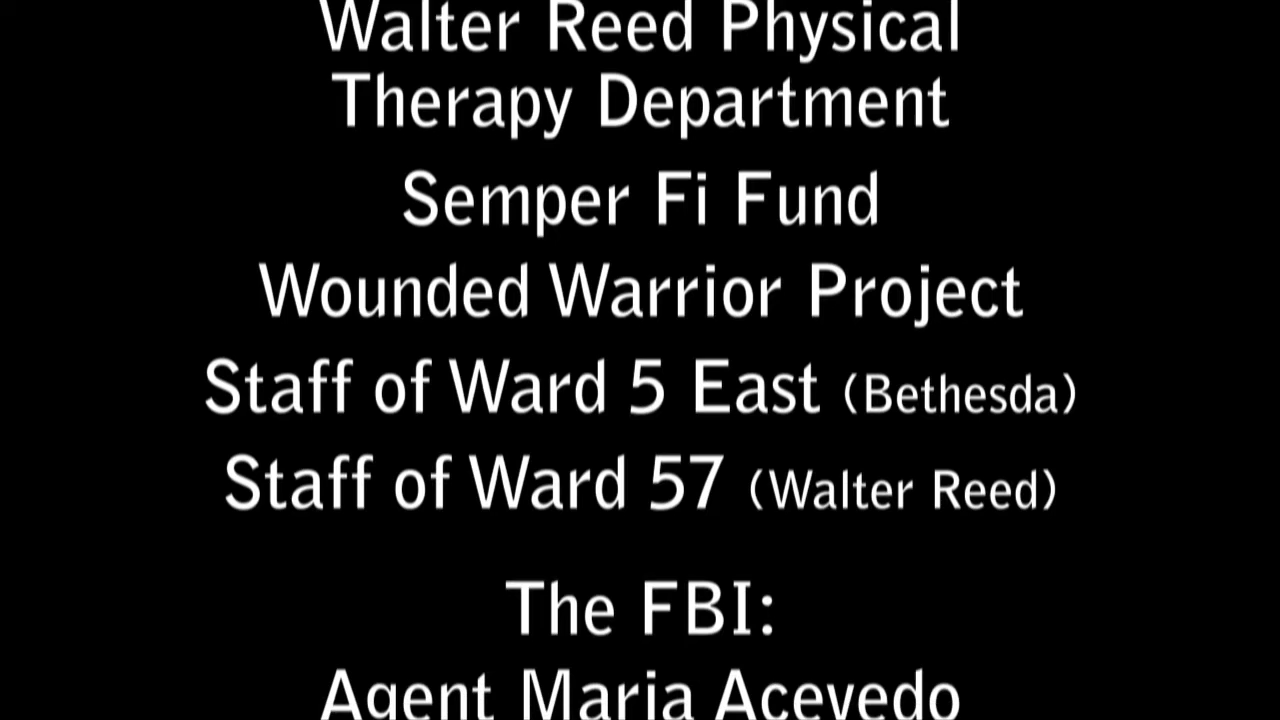 Walter Reed Physical
Therapy Department
Semper Fi Fund
Wounded Warrior Project
Staff of Ward 5 East (Bethesda)
Staff of Ward 57 (Walter Reed)
The FBI:
Agent Maria Acevedo